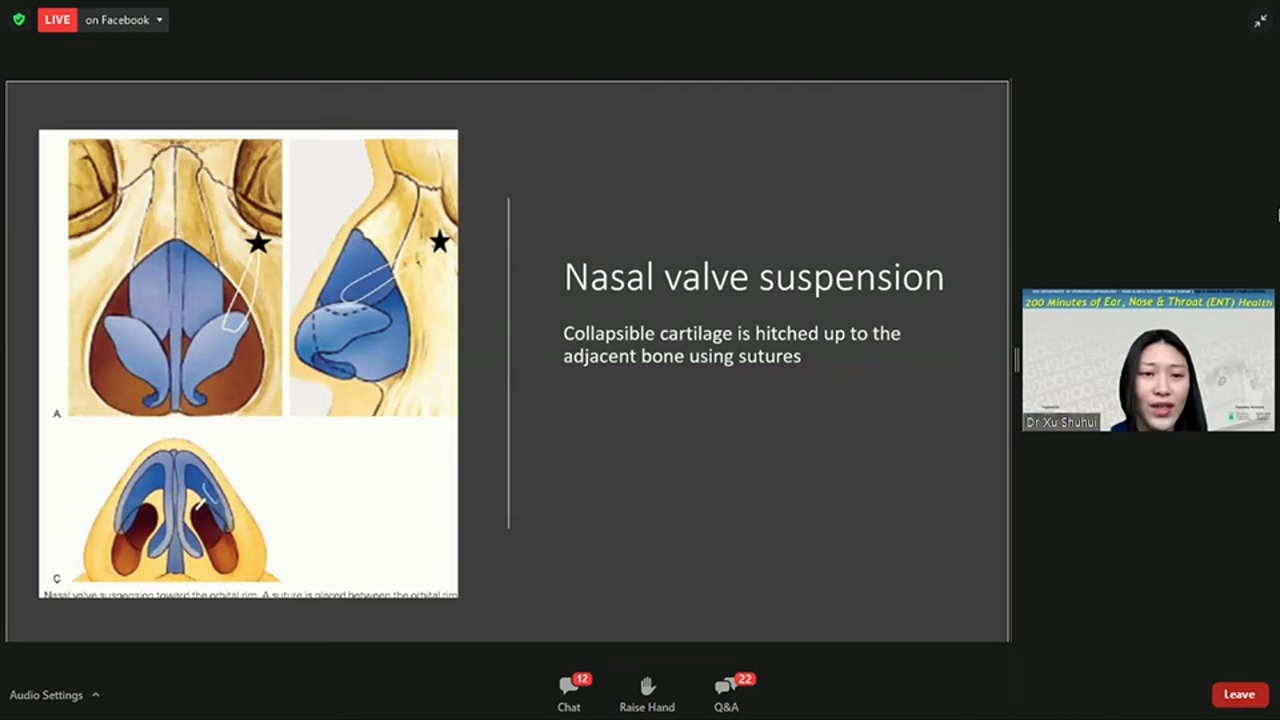 LIVE on Facebook
Nasal valve suspension
Collapsible cartilage is hitched up to the
adjacent bone using sutures
A
C
Nasal valve suspension toward the orbital rim. A suture is placed between the orbital rim
200 Minutes of Ear, Nose & Throat (ENT) Health
Dr Xu Shuhui
Audio Settings
12
Chat
Raise Hand
22
Q&A
Leave